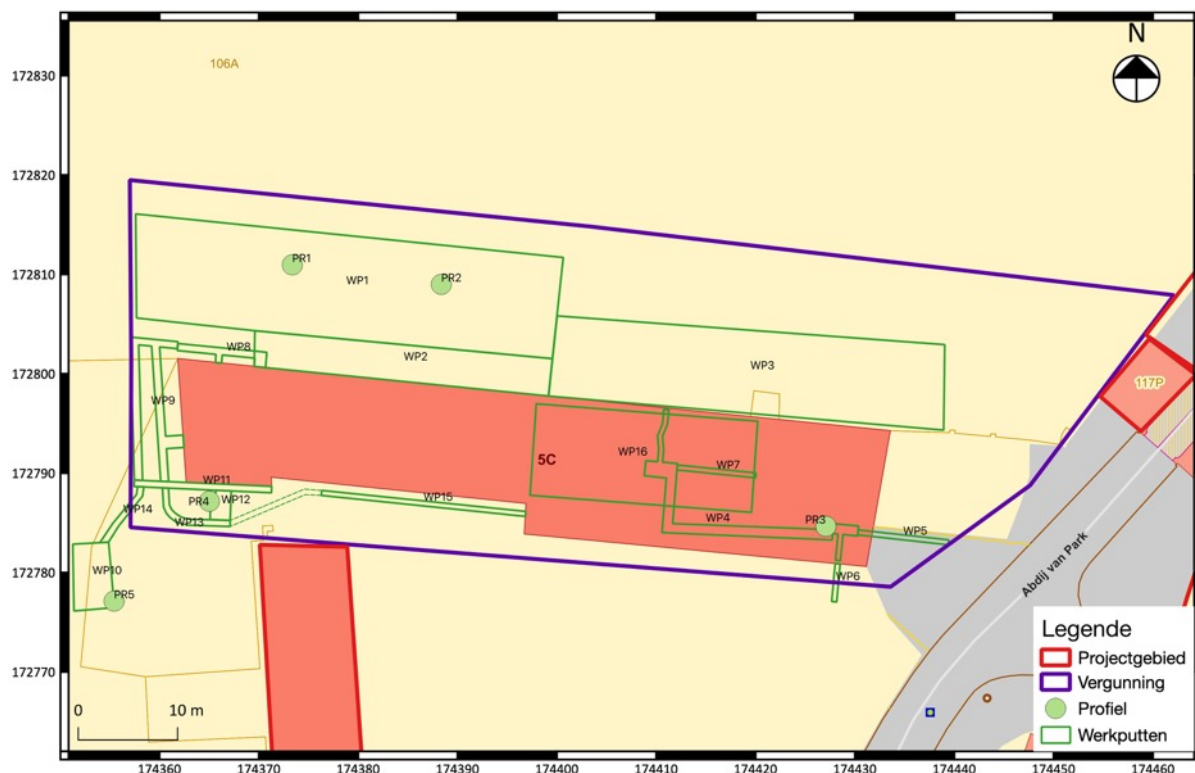 106A
N
172830
172820
172810
172800
172790
172780
172770
PR1
WP1
PR2
WP8
WP2
WP3
117P
WP9
5C
WP16
WP7
WP11
PR4
WP12
WP15
WP14
WP13
WP4
PR3
WP5
WP10
WP6
PR5
Abdij van Park
0 10 m
Legende
Projectgebied
Vergunning
Profiel
Werkputten
174360 174370 174380 174390 174400 174410 174420 174430 174440 174450 174460